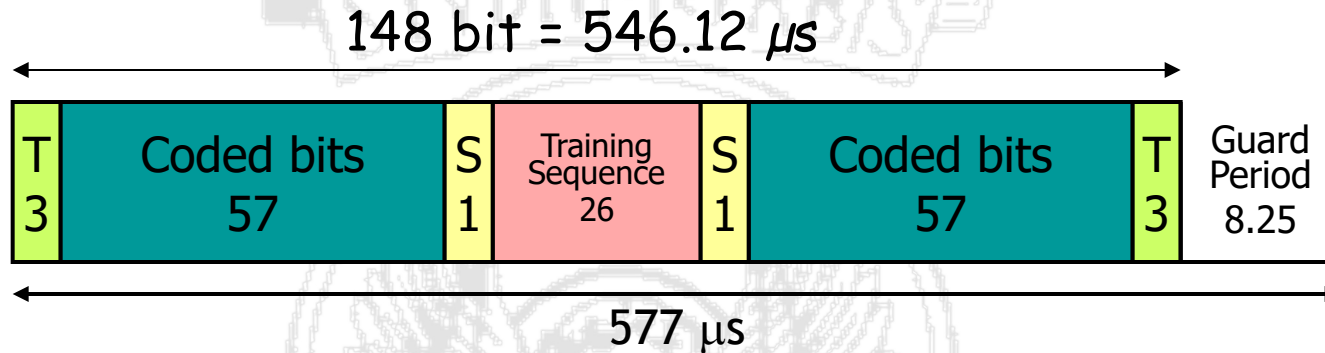 148 bit = 546.12 μs
T
3
Coded bits
57
S
1
Training
Sequence
26
S
1
Coded bits
57
T
3
Guard
Period
8.25
577 μs